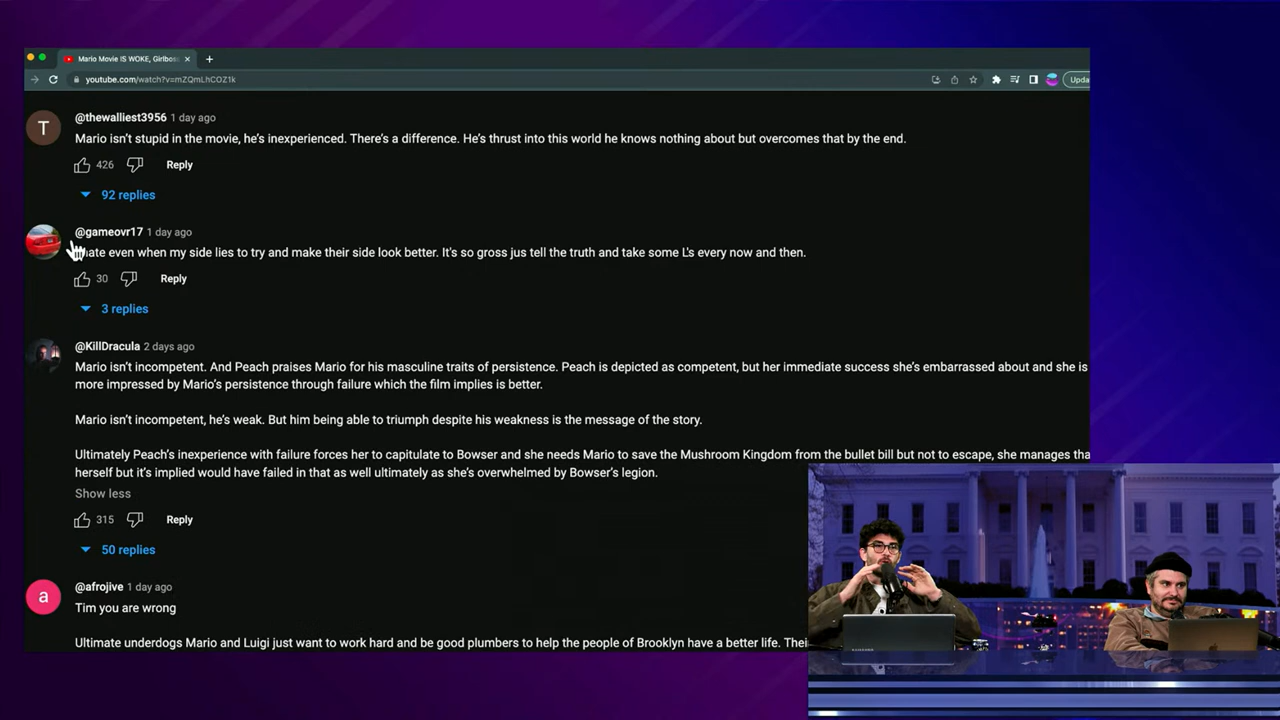 Mario Movie IS WOKE, Girlbos
youtube.com/watch?v=mZQmLhCOZ1k
Upda
T
@thewalliest3956 1 day ago
Mario isn't stupid in the movie, he's inexperienced. There's a difference. He's thrust into this world he knows nothing about but overcomes that by the end.
426 Reply
92 replies
@gameovr17 1 day ago
hate even when my side lies to try and make their side look better. It's so gross jus tell the truth and take some L's every now and then.
30 Reply
3 replies
@KillDracula 2 days ago
Mario isn't incompetent. And Peach praises Mario for his masculine traits of persistence. Peach is depicted as competent, but her immediate success she's embarrassed about and she is
more impressed by Mario's persistence through failure which the film implies is better.
Mario isn't incompetent, he's weak. But him being able to triumph despite his weakness is the message of the story.
Ultimately Peach's inexperience with failure forces her to capitulate to Bowser and she needs Mario to save the Mushroom Kingdom from the bullet bill but not to escape, she manages tha
herself but it's implied would have failed in that as well ultimately as she's overwhelmed by Bowser's legion.
Show less
315 Reply
50 replies
a
@afrojive 1 day ago
Tim you are wrong
Ultimate underdogs Mario and Luigi just want to work hard and be good plumbers to help the people of Brooklyn have a better life. Thei